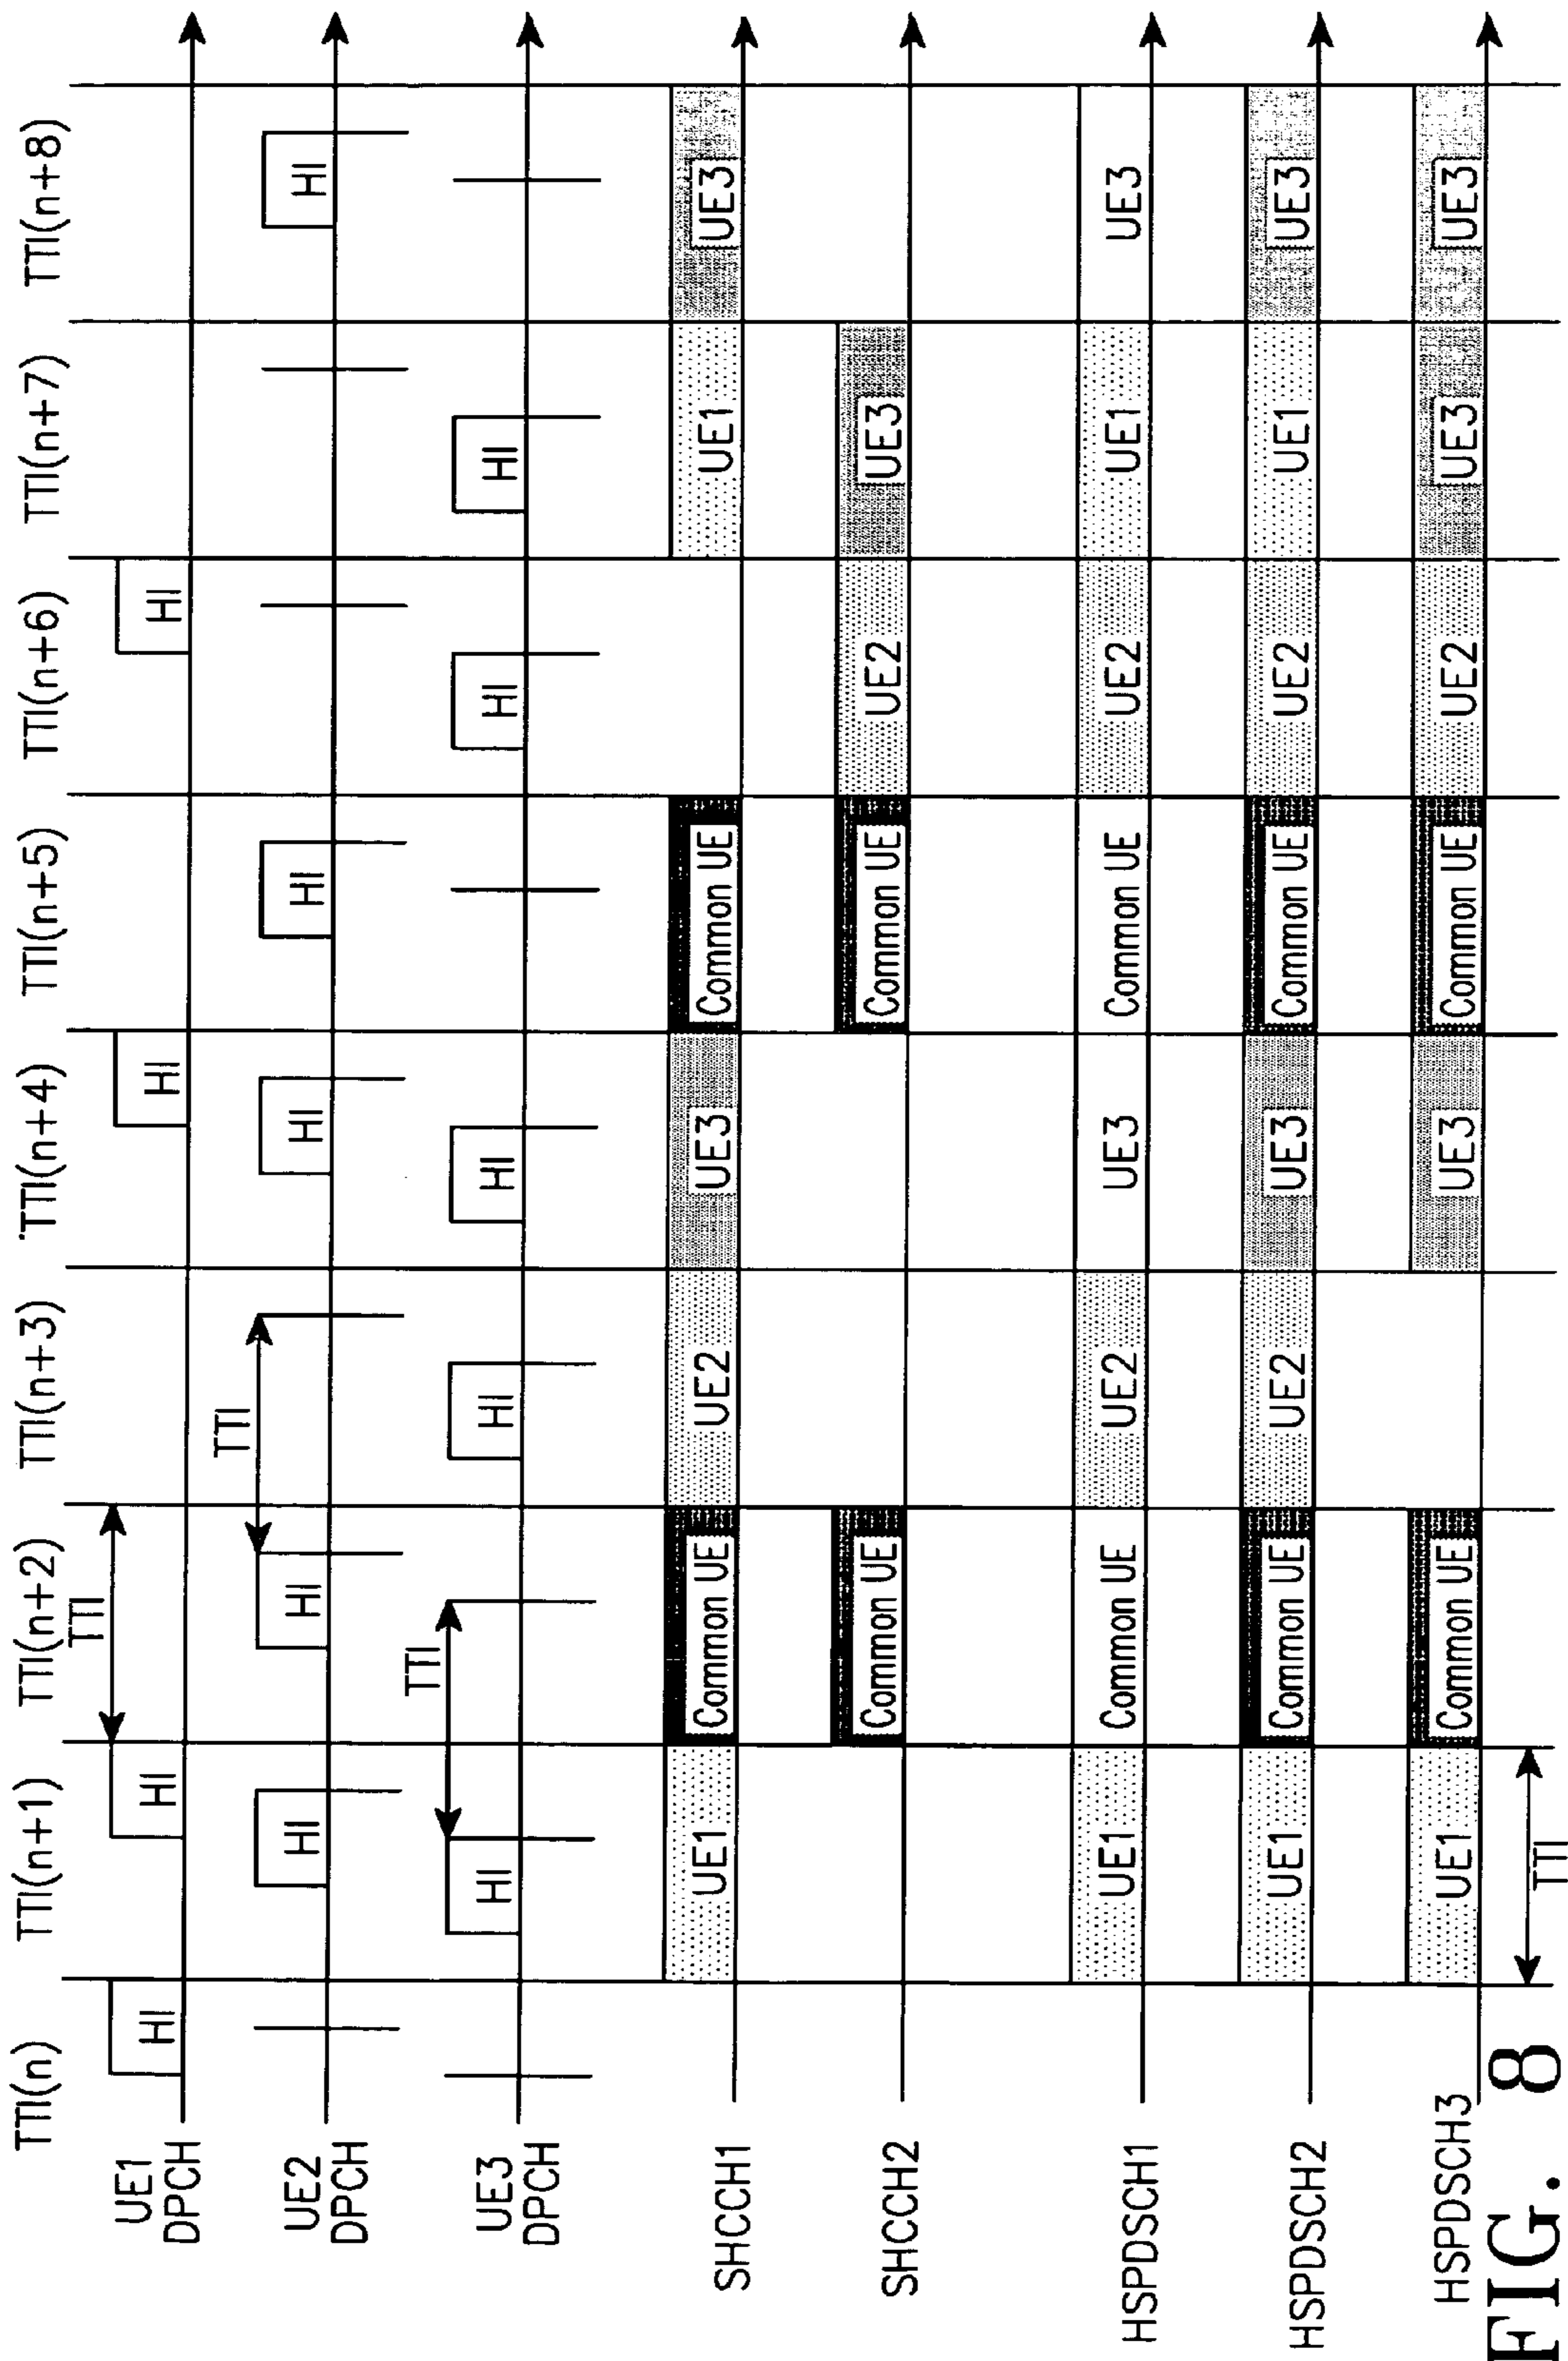 TTI(n) TTI(n+1) TTI(n+2) TTI(n+3) TTI(n+4) TTI(n+5) TTI(n+6) TTI(n+7) TTI(n+8)
TTI
UE1
DPCH
HI HI HI HI
TTI
UE2
DPCH
HI HI HI HI HI
TTI
UE3
DPCH
HI HI HI HI HI
SHCCH1 UE1 Common UE UE2 UE3 Common UE UE1 UE3
SHCCH2 Common UE Common UE UE2 UE3
HSPDSCH1 UE1 Common UE UE2 UE3 Common UE UE2 UE1 UE3
HSPDSCH2 UE1 Common UE UE2 UE3 Common UE UE2 UE1 UE3
HSPDSCH3 UE1 Common UE UE3 Common UE UE2 UE3 UE3
TTI
FIG. 8